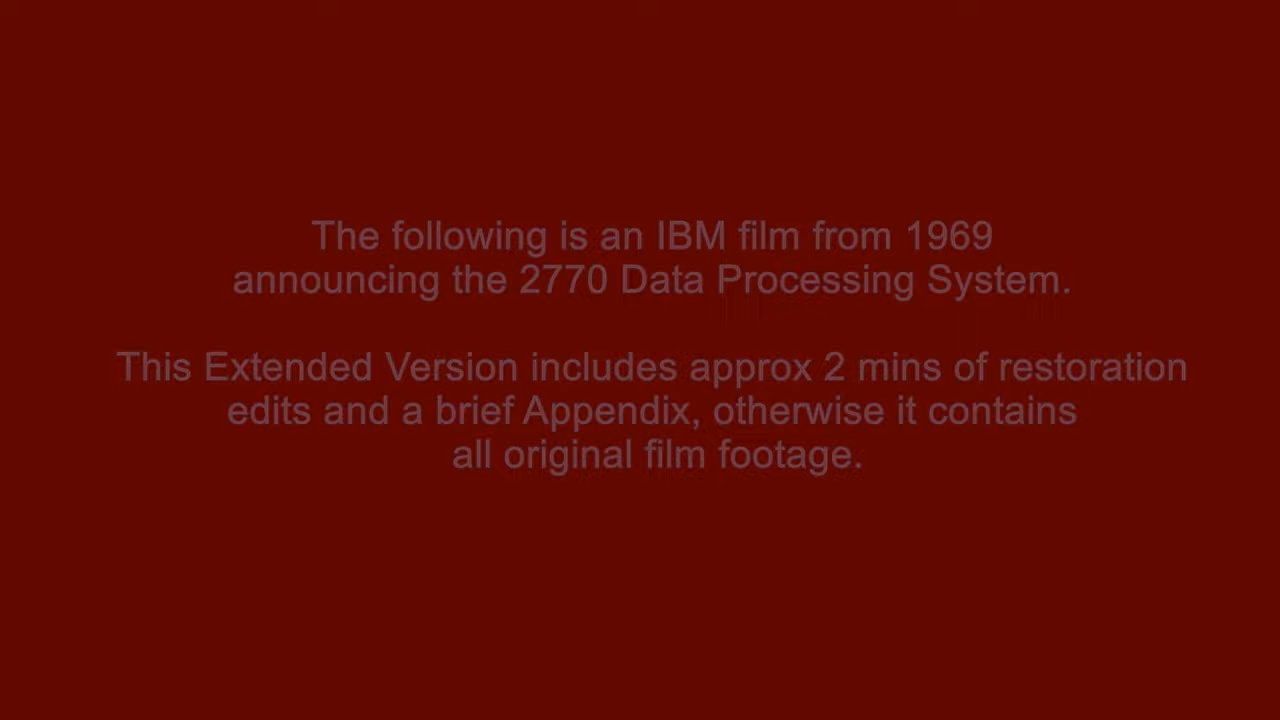 The following is an IBM film from 1969
announcing the 2770 Data Processing System.
This Extended Version includes approx 2 mins of restoration
edits and a brief Appendix, otherwise it contains
all original film footage.